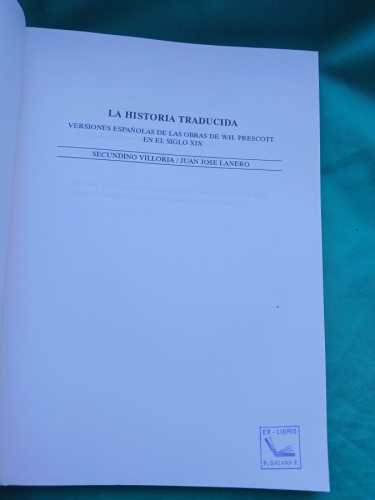 LA HISTORIA TRADUCIDA
VERSIONES ESPAÑOLAS DE LAS OBRAS DE W.H. PRESCOTT
EN EL SIGLO XIX
SECUNDINO VILLORIA / JUAN JOSE LANERO
EX-LIBRIS
F. GALVÁN F.